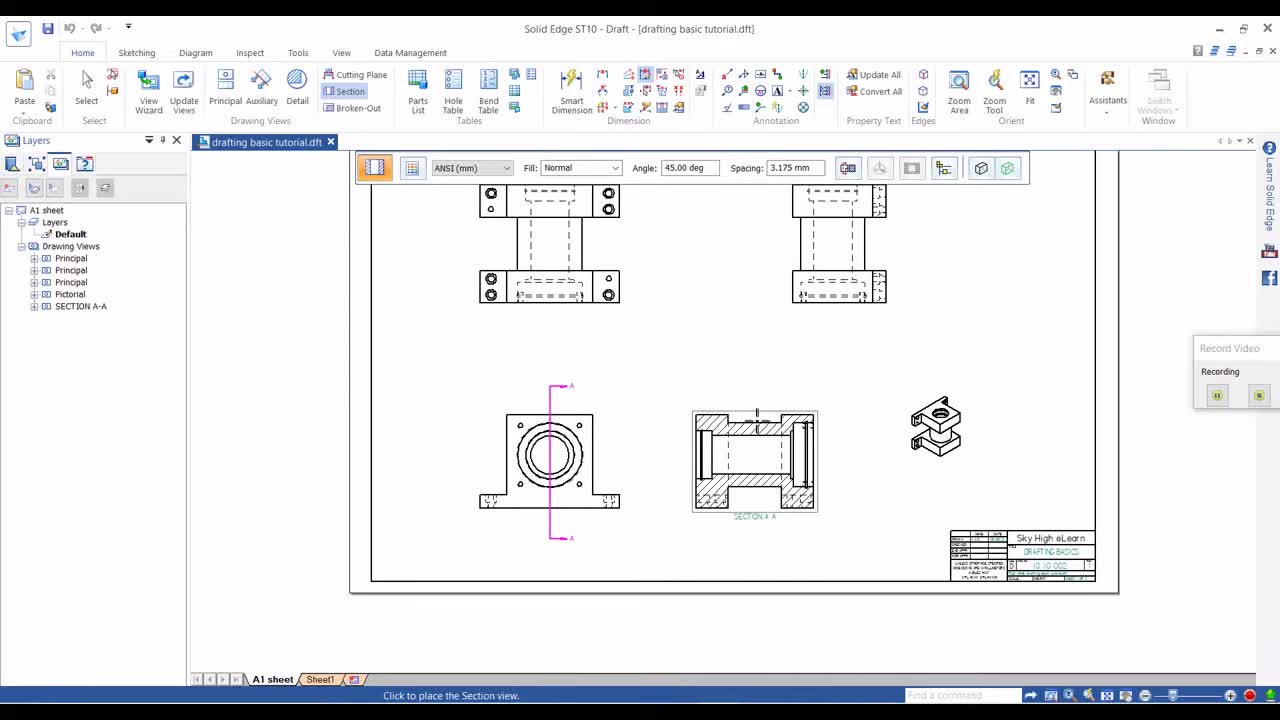 Solid Edge ST10 - Draft - [drafting basic tutorial.dft]
Home Sketching Diagram Inspect Tools View Data Management
Cutting Plane
Section
Broken-Out
Update All
Convert All
Paste
Select
View Wizard
Update Views
Principal
Auxiliary
Detail
Parts List
Hole Table
Bend Table
Smart Dimension
Zoom Area
Zoom Tool
Fit
Assistants
Switch Windows
Clipboard Select Drawing Views Tables Dimension Annotation Property Text Edges Orient Window
Layers
drafting basic tutorial.dft
ANSI (mm) Fill: Normal Angle: 45.00 deg Spacing: 3.175 mm
Learn Solid Edge
You Tube
A1 sheet
Layers
Default
Drawing Views
Principal
Principal
Principal
Pictorial
SECTION A-A
Record Video
Recording
A
A
SECTION A-A
Sky High eLearn
DRAFTING BASICS
A1 sheet Sheet1
Click to place the Section view.
Find a command